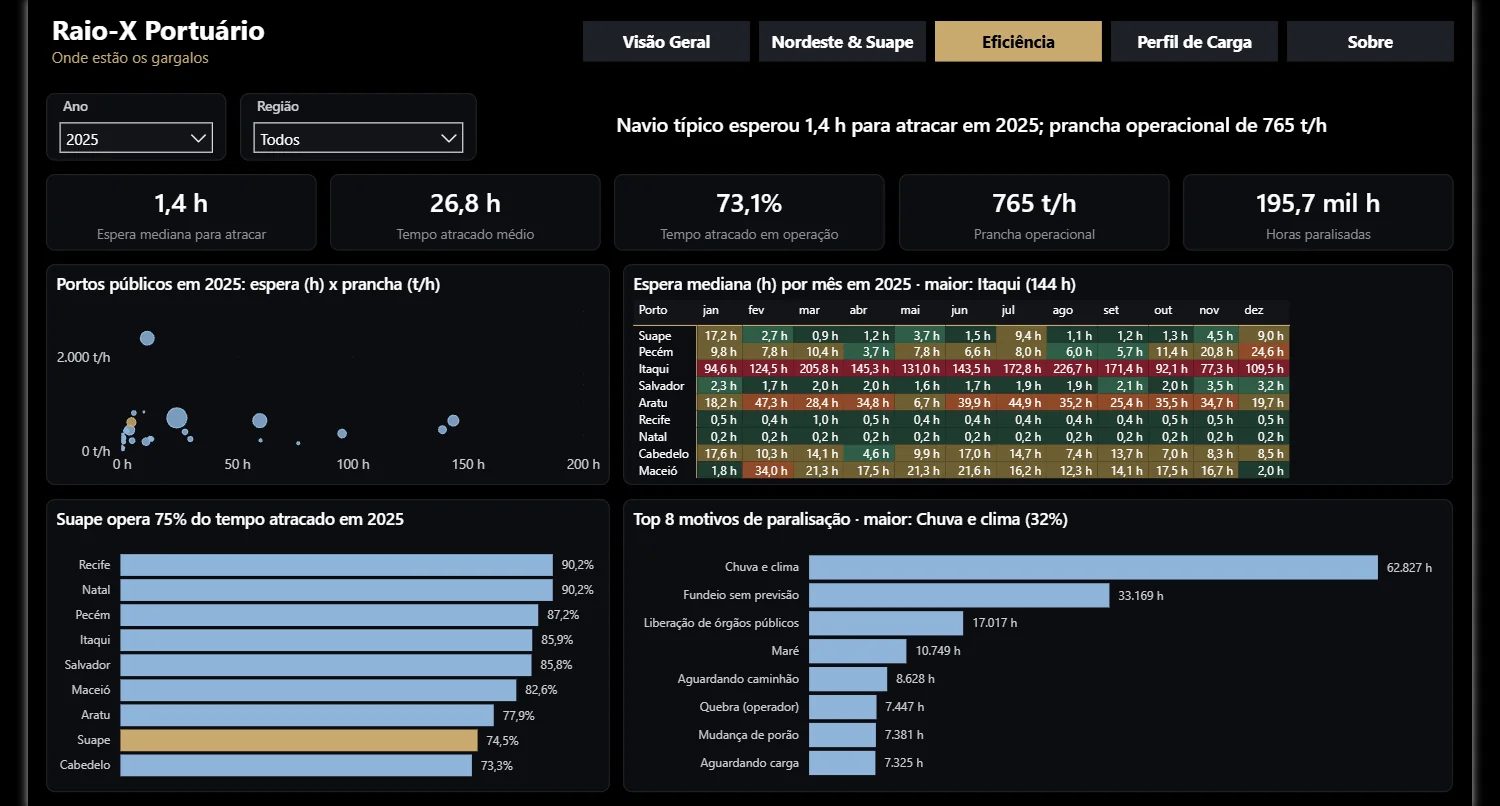 Raio-X Portuário
Onde estão os gargalos
Visão Geral
Nordeste & Suape
Eficiência
Perfil de Carga
Sobre
Ano
2025
Região
Todos
Navio típico esperou 1,4 h para atracar em 2025; prancha operacional de 765 t/h
1,4 h
Espera mediana para atracar
26,8 h
Tempo atracado médio
73,1%
Tempo atracado em operação
765 t/h
Prancha operacional
195,7 mil h
Horas paralisadas
Portos públicos em 2025: espera (h) x prancha (t/h)
2.000 t/h
0 t/h
0 h 50 h 100 h 150 h 200 h
Espera mediana (h) por mês em 2025 · maior: Itaqui (144 h)
Porto jan fev mar abr mai jun jul ago set out nov dez
Suape 17,2 h 2,7 h 0,9 h 1,2 h 3,7 h 1,5 h 9,4 h 1,1 h 1,2 h 1,3 h 4,5 h 9,0 h
Pecém 9,8 h 7,8 h 10,4 h 3,7 h 7,8 h 6,6 h 8,0 h 6,0 h 5,7 h 11,4 h 20,8 h 24,6 h
Itaqui 94,6 h 124,5 h 205,8 h 145,3 h 131,0 h 143,5 h 172,8 h 226,7 h 171,4 h 92,1 h 77,3 h 109,5 h
Salvador 2,3 h 1,7 h 2,0 h 2,0 h 1,6 h 1,7 h 1,9 h 1,9 h 2,1 h 2,0 h 3,5 h 3,2 h
Aratu 18,2 h 47,3 h 28,4 h 34,8 h 6,7 h 39,9 h 44,9 h 35,2 h 25,4 h 35,5 h 34,7 h 19,7 h
Recife 0,5 h 0,4 h 1,0 h 0,5 h 0,4 h 0,4 h 0,4 h 0,4 h 0,4 h 0,5 h 0,5 h 0,5 h
Natal 0,2 h 0,2 h 0,2 h 0,2 h 0,2 h 0,2 h 0,2 h 0,2 h 0,2 h 0,2 h 0,2 h 0,2 h
Cabedelo 17,6 h 10,3 h 14,1 h 4,6 h 9,9 h 17,0 h 14,7 h 7,4 h 13,7 h 7,0 h 8,3 h 8,5 h
Maceió 1,8 h 34,0 h 21,3 h 17,5 h 21,3 h 21,6 h 16,2 h 12,3 h 14,1 h 17,5 h 16,7 h 2,0 h
Suape opera 75% do tempo atracado em 2025
Recife 90,2%
Natal 90,2%
Pecém 87,2%
Itaqui 85,9%
Salvador 85,8%
Maceió 82,6%
Aratu 77,9%
Suape 74,5%
Cabedelo 73,3%
Top 8 motivos de paralisação · maior: Chuva e clima (32%)
Chuva e clima 62.827 h
Fundeio sem previsão 33.169 h
Liberação de órgãos públicos 17.017 h
Maré 10.749 h
Aguardando caminhão 8.628 h
Quebra (operador) 7.447 h
Mudança de porão 7.381 h
Aguardando carga 7.325 h